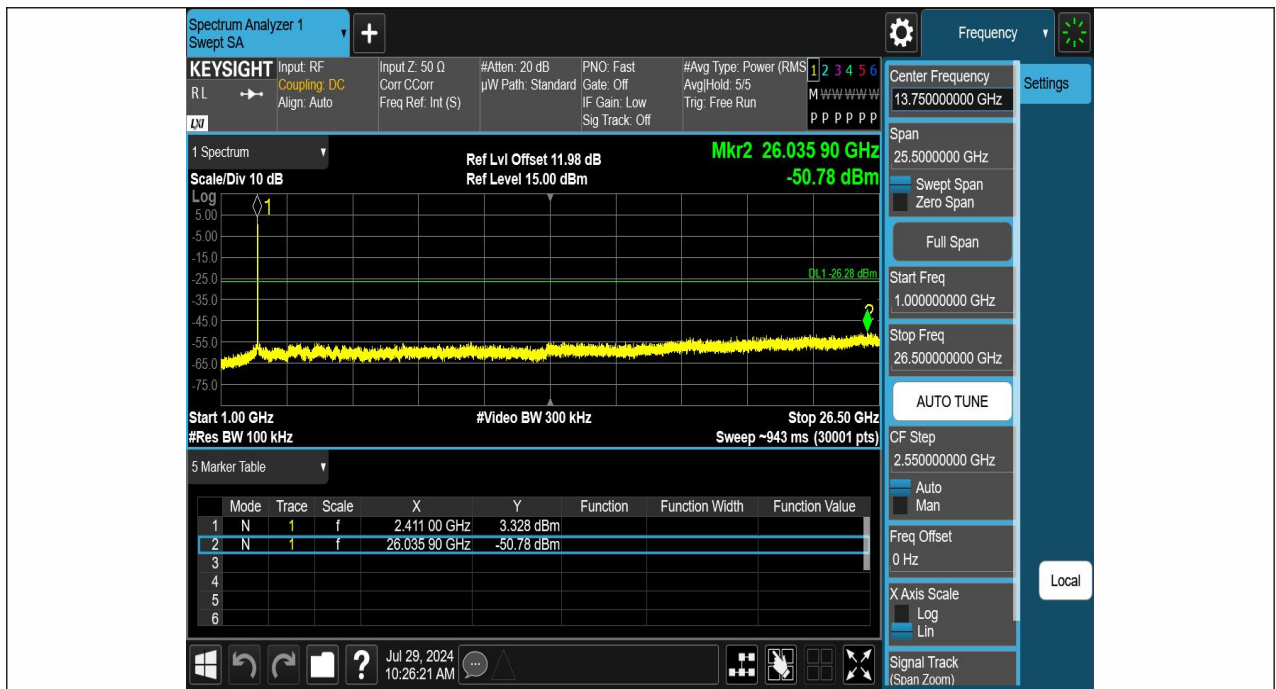 Spectrum Analyzer 1
Swept SA
Frequency
KEYSIGHT
R L
LXI
Input: RF
Coupling: DC
Align: Auto
Input Z: 50 Ω
Corr CCorr
Freq Ref: Int (S)
#Atten: 20 dB
µW Path: Standard
PNO: Fast
Gate: Off
IF Gain: Low
Sig Track: Off
#Avg Type: Power (RMS
Avg|Hold: 5/5
Trig: Free Run
1 2 3 4 5 6
M W W W W W
P P P P P P
1 Spectrum
Scale/Div 10 dB
Ref Lvl Offset 11.98 dB
Ref Level 15.00 dBm
Mkr2 26.035 90 GHz
-50.78 dBm
Log
1
5.00
-5.00
-15.0
-25.0
DL1 -26.28 dBm
-35.0
-45.0
-55.0
-65.0
-75.0
Start 1.00 GHz
#Video BW 300 kHz
Stop 26.50 GHz
#Res BW 100 kHz
Sweep ~943 ms (30001 pts)
5 Marker Table
Mode Trace Scale X Y Function Function Width Function Value
1 N 1 f 2.411 00 GHz 3.328 dBm
2 N 1 f 26.035 90 GHz -50.78 dBm
3
4
5
6
?
Jul 29, 2024
10:26:21 AM
Center Frequency
13.750000000 GHz
Span
25.5000000 GHz
Swept Span
Zero Span
Full Span
Start Freq
1.000000000 GHz
Stop Freq
26.500000000 GHz
AUTO TUNE
CF Step
2.550000000 GHz
Auto
Man
Freq Offset
0 Hz
X Axis Scale
Log
Lin
Signal Track
(Span Zoom)
Settings
Local